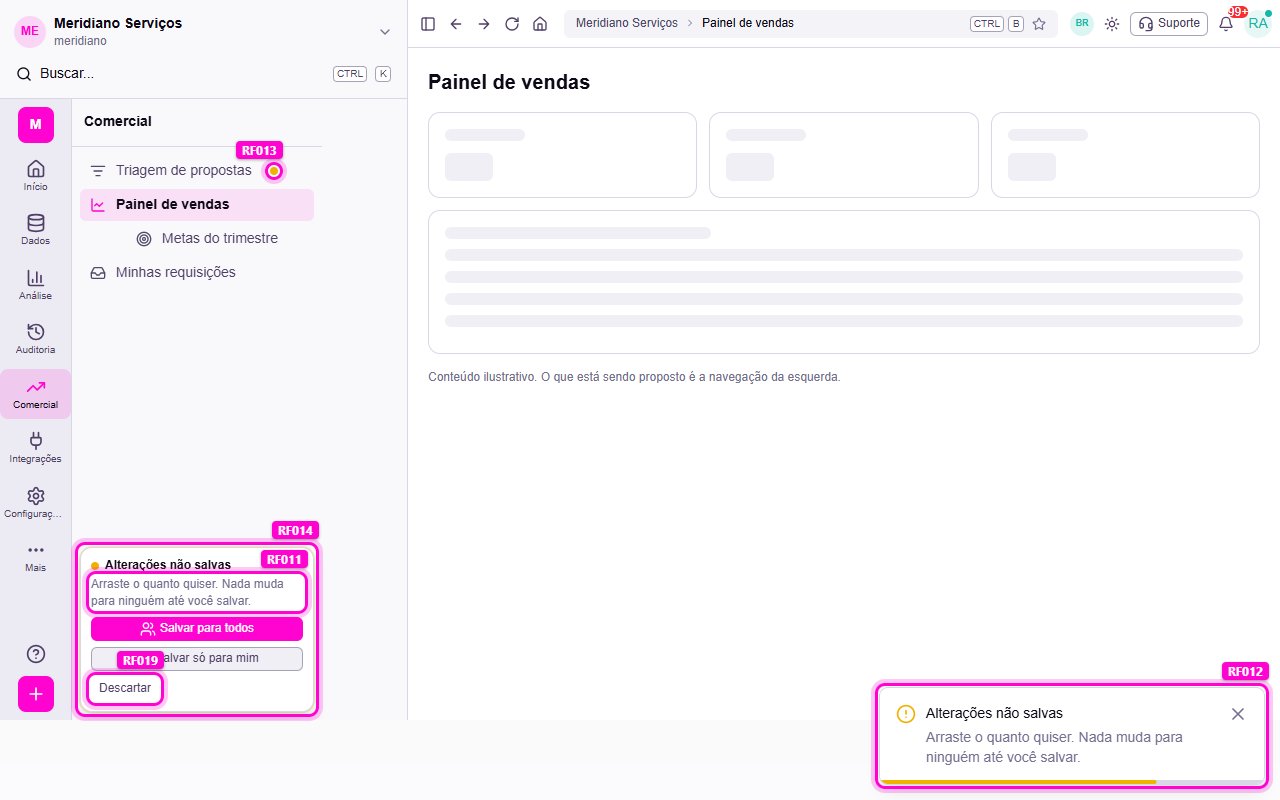 ME
Meridiano Serviços
meridiano
Buscar...
CTRL K
Meridiano Serviços > Painel de vendas
CTRL B
BR
Suporte
99+
RA
M
Início
Dados
Análise
Auditoria
Comercial
Integrações
Configuraç...
Mais
Comercial
RF013
Triagem de propostas
Painel de vendas
Metas do trimestre
Minhas requisições
RF014
Alterações não salvas
RF011
Arraste o quanto quiser. Nada muda
para ninguém até você salvar.
Salvar para todos
RF019
alvar só para mim
Descartar
Painel de vendas
Conteúdo ilustrativo. O que está sendo proposto é a navegação da esquerda.
RF012
Alterações não salvas
Arraste o quanto quiser. Nada muda para
ninguém até você salvar.